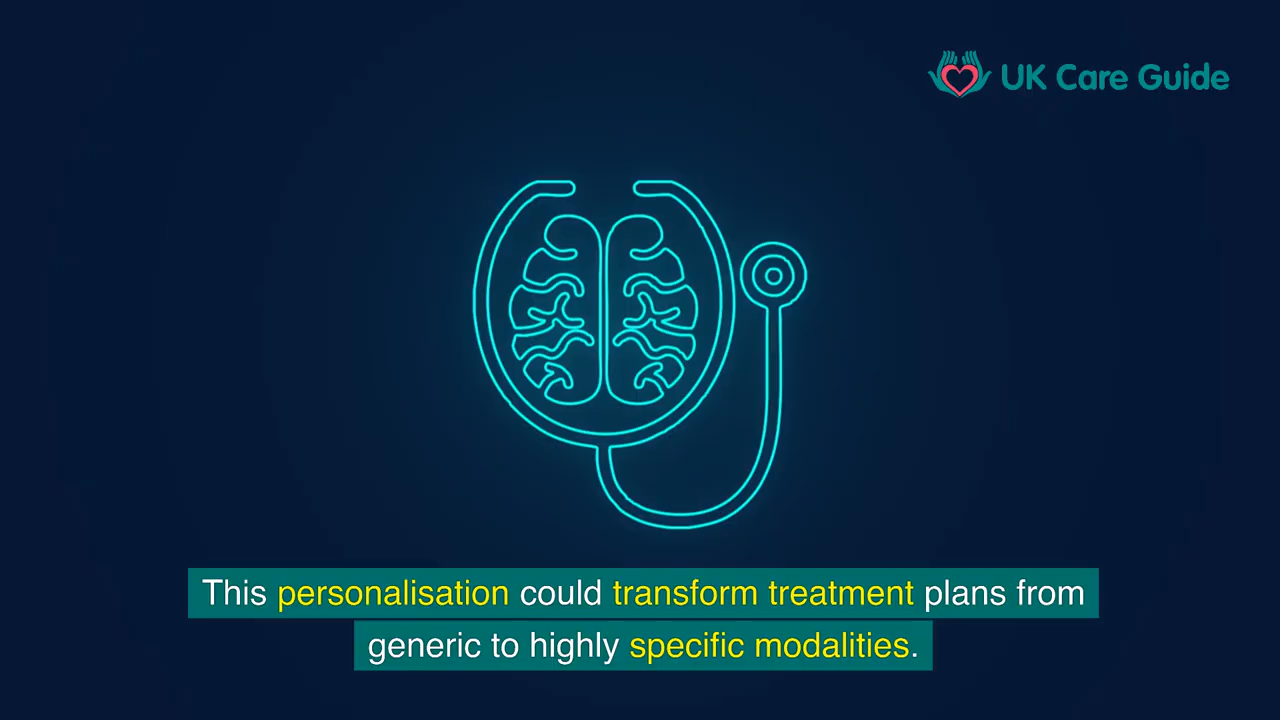 UK Care Guide
This personalisation could transform treatment plans from
generic to highly specific modalities.